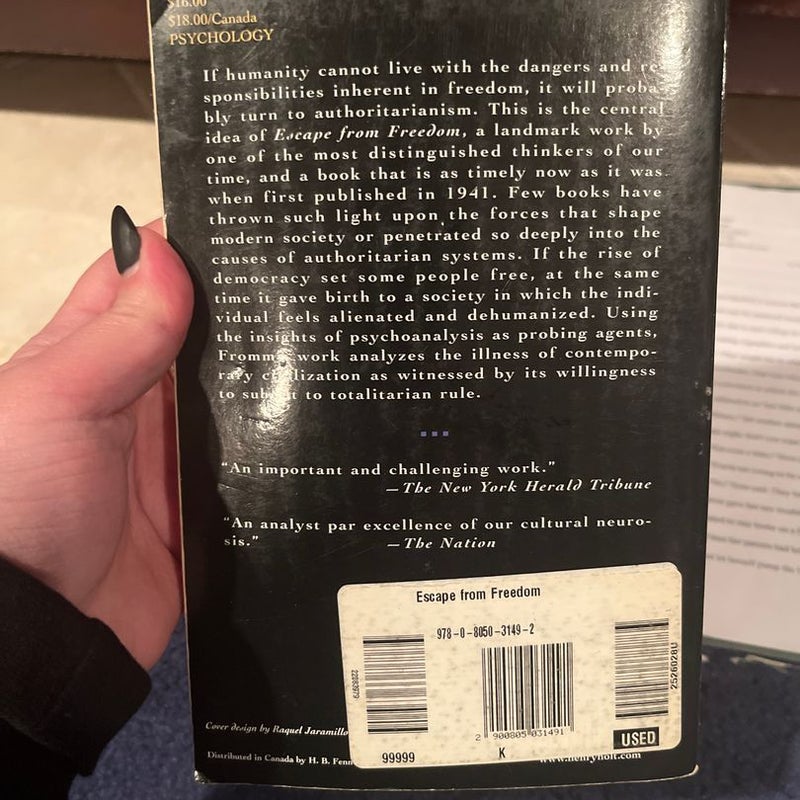 $16.00
$18.00/Canada
PSYCHOLOGY
If humanity cannot live with the dangers and re-
sponsibilities inherent in freedom, it will proba-
bly turn to authoritarianism. This is the central
idea of Escape from Freedom, a landmark work by
one of the most distinguished thinkers of our
time, and a book that is as timely now as it was
when first published in 1941. Few books have
thrown such light upon the forces that shape
modern society or penetrated so deeply into the
causes of authoritarian systems. If the rise of
democracy set some people free, at the same
time it gave birth to a society in which the indi-
vidual feels alienated and dehumanized. Using
the insights of psychoanalysis as probing agents,
Fromm's work analyzes the illness of contempo-
rary civilization as witnessed by its willingness
to submit to totalitarian rule.
"An important and challenging work."
—The New York Herald Tribune
"An analyst par excellence of our cultural neuro-
sis." —The Nation
Escape from Freedom
978-0-8050-3149-2
2526028U
2 900805 031491
USED
99999 K
Cover design by Raquel Jaramillo
Distributed in Canada by H. B. Fenn
www.henryholt.com